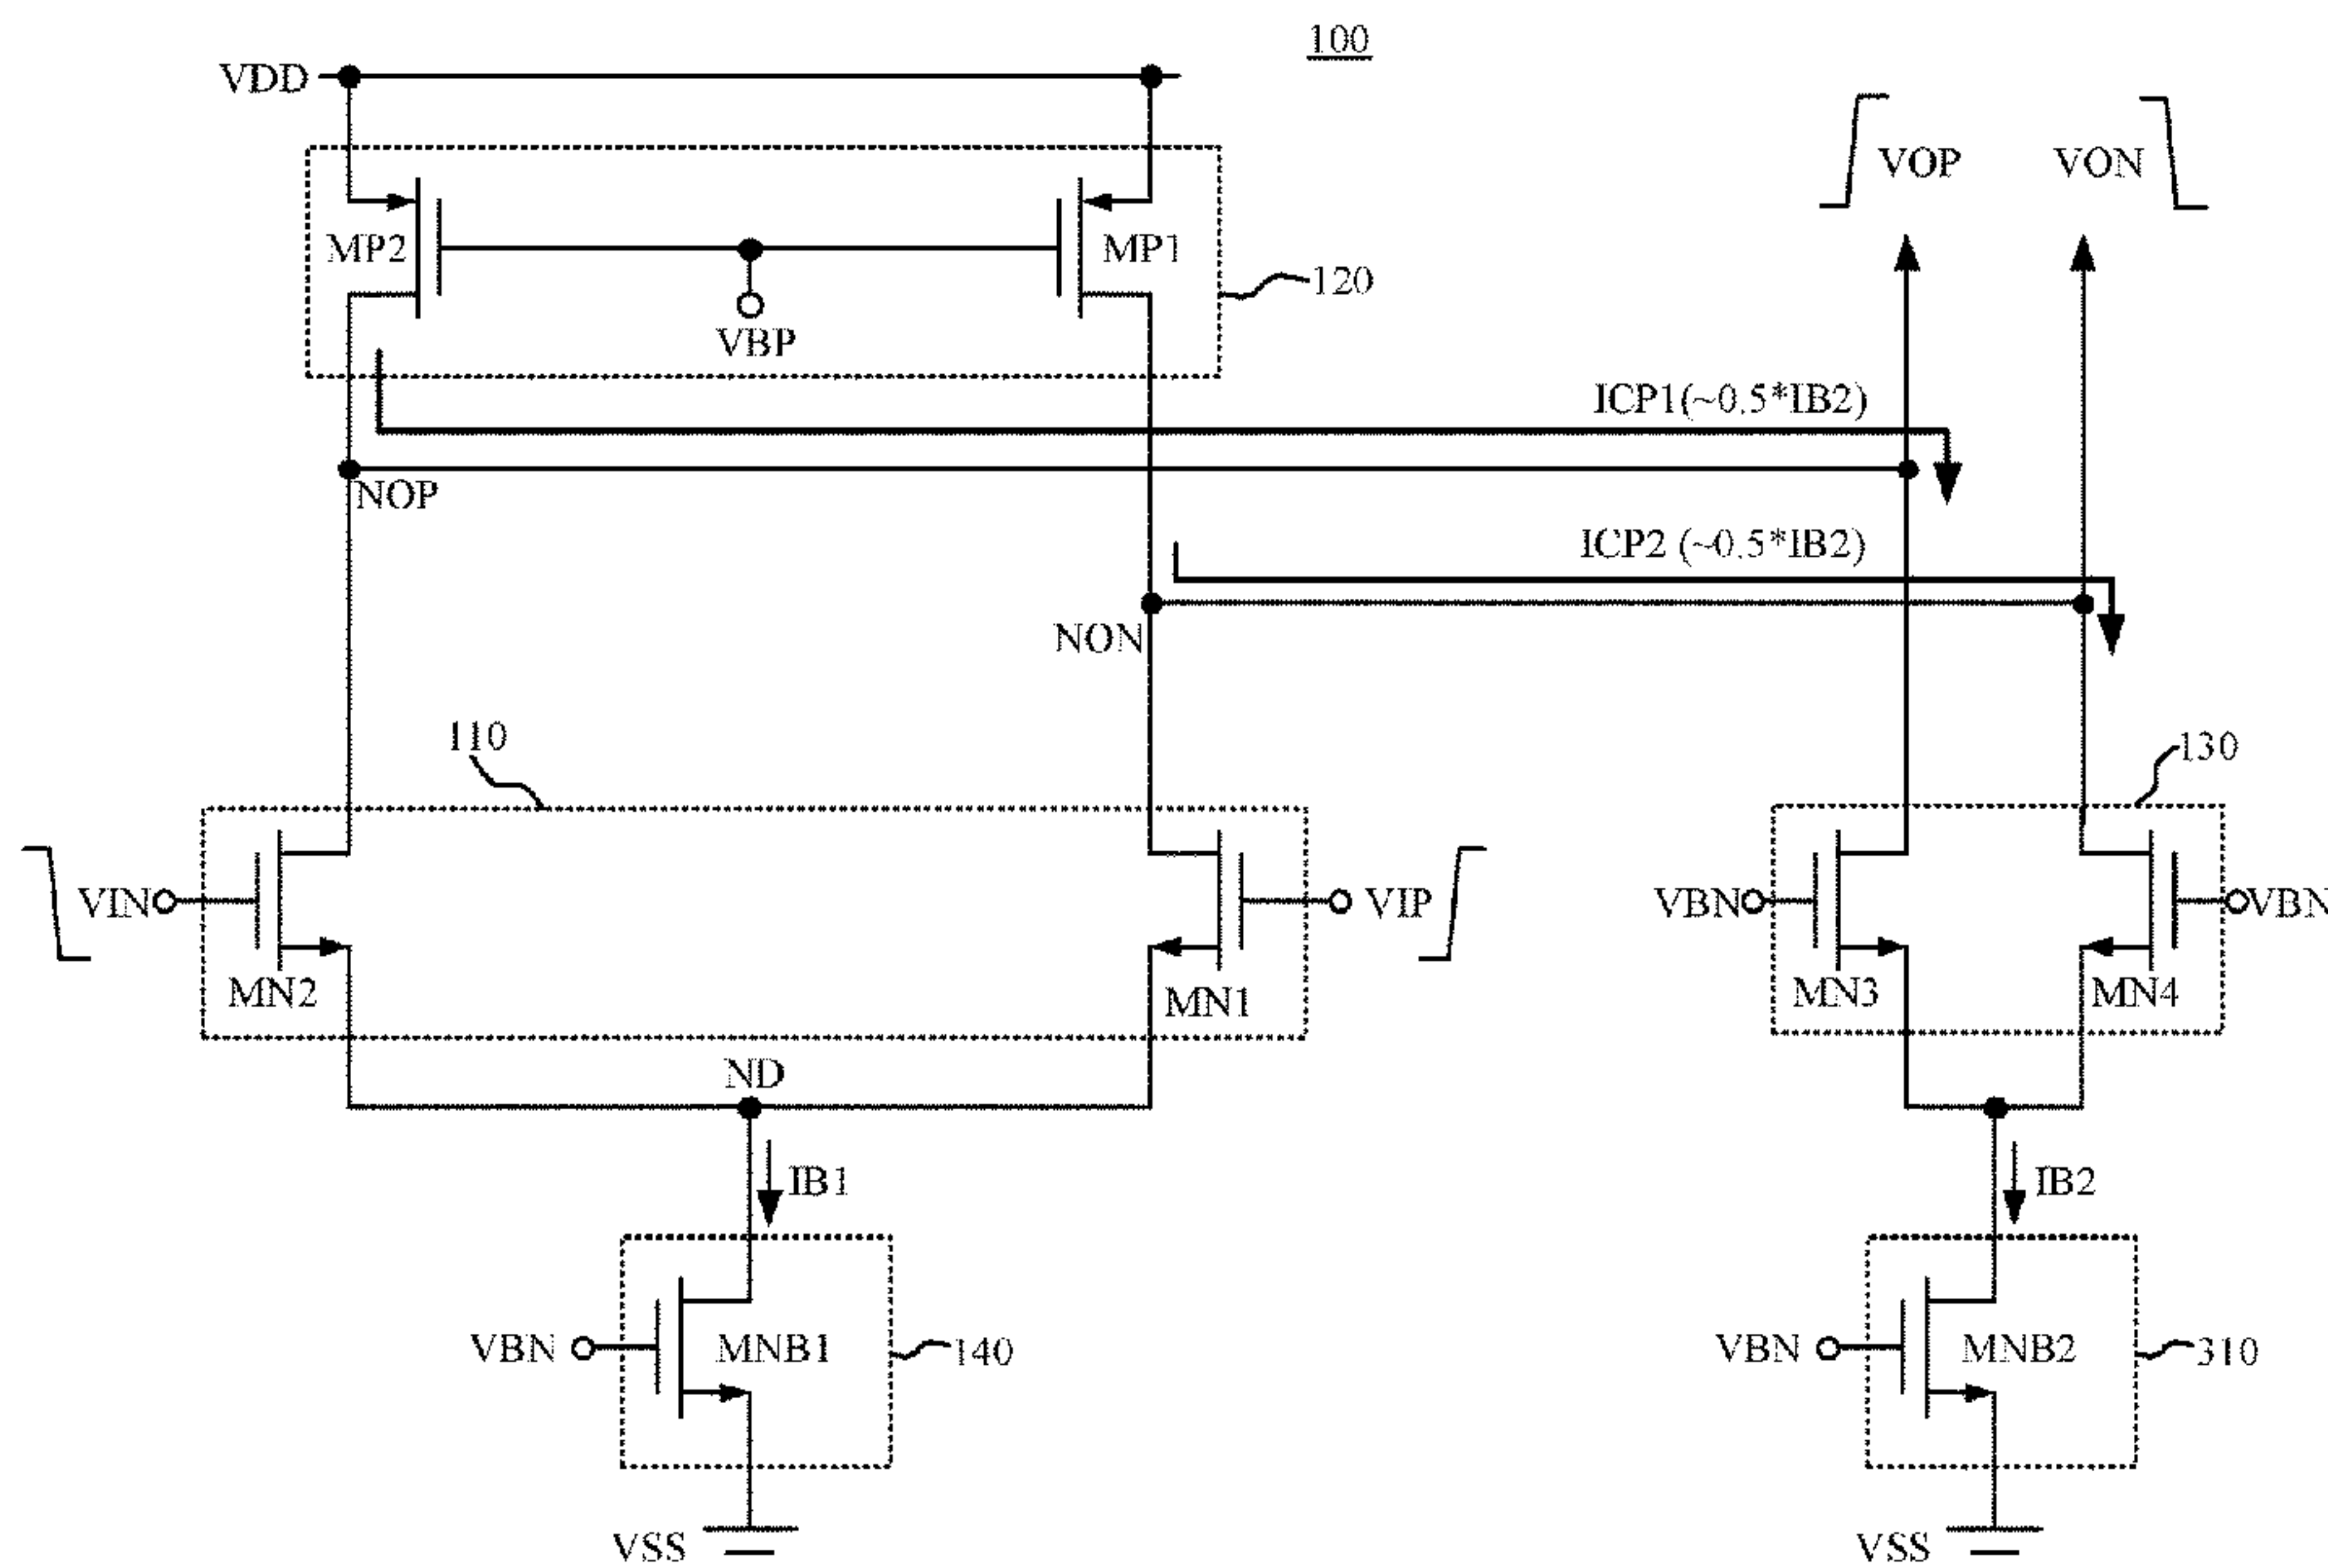 100
VDD
VOP
VON
MP2
MP1
120
VBP
ICP1(~0.5*IB2)
NOP
ICP2 (~0.5*IB2)
NON
110
130
VIN
VIP
VBN
VBN
MN2
MN1
MN3
MN4
ND
IB1
IB2
VBN
MNB1
140
VBN
MNB2
310
VSS
VSS